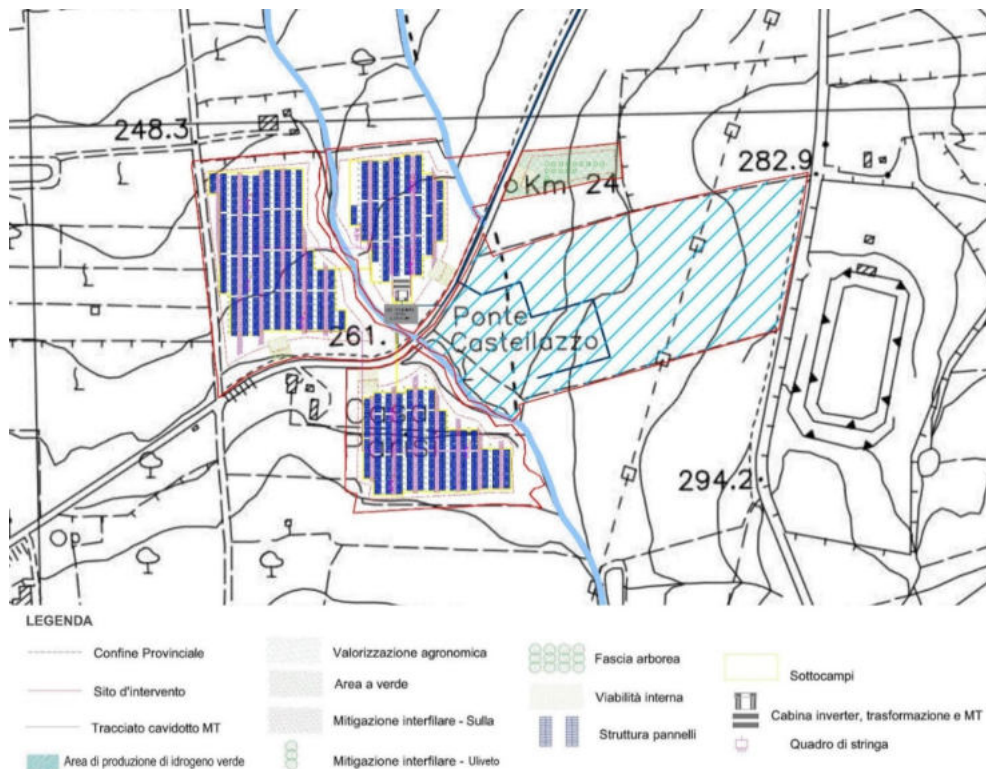 248.3
282.9
Km 24
261.
Ponte
Castellazzo
294.2
LEGENDA
Confine Provinciale
Sito d'intervento
Tracciato cavidotto MT
Area di produzione di idrogeno verde
Valorizzazione agronomica
Area a verde
Mitigazione interfilare - Sulla
Mitigazione interfilare - Uliveto
Fascia arborea
Viabilità interna
Struttura pannelli
Sottocampi
Cabina inverter, trasformazione e MT
Quadro di stringa